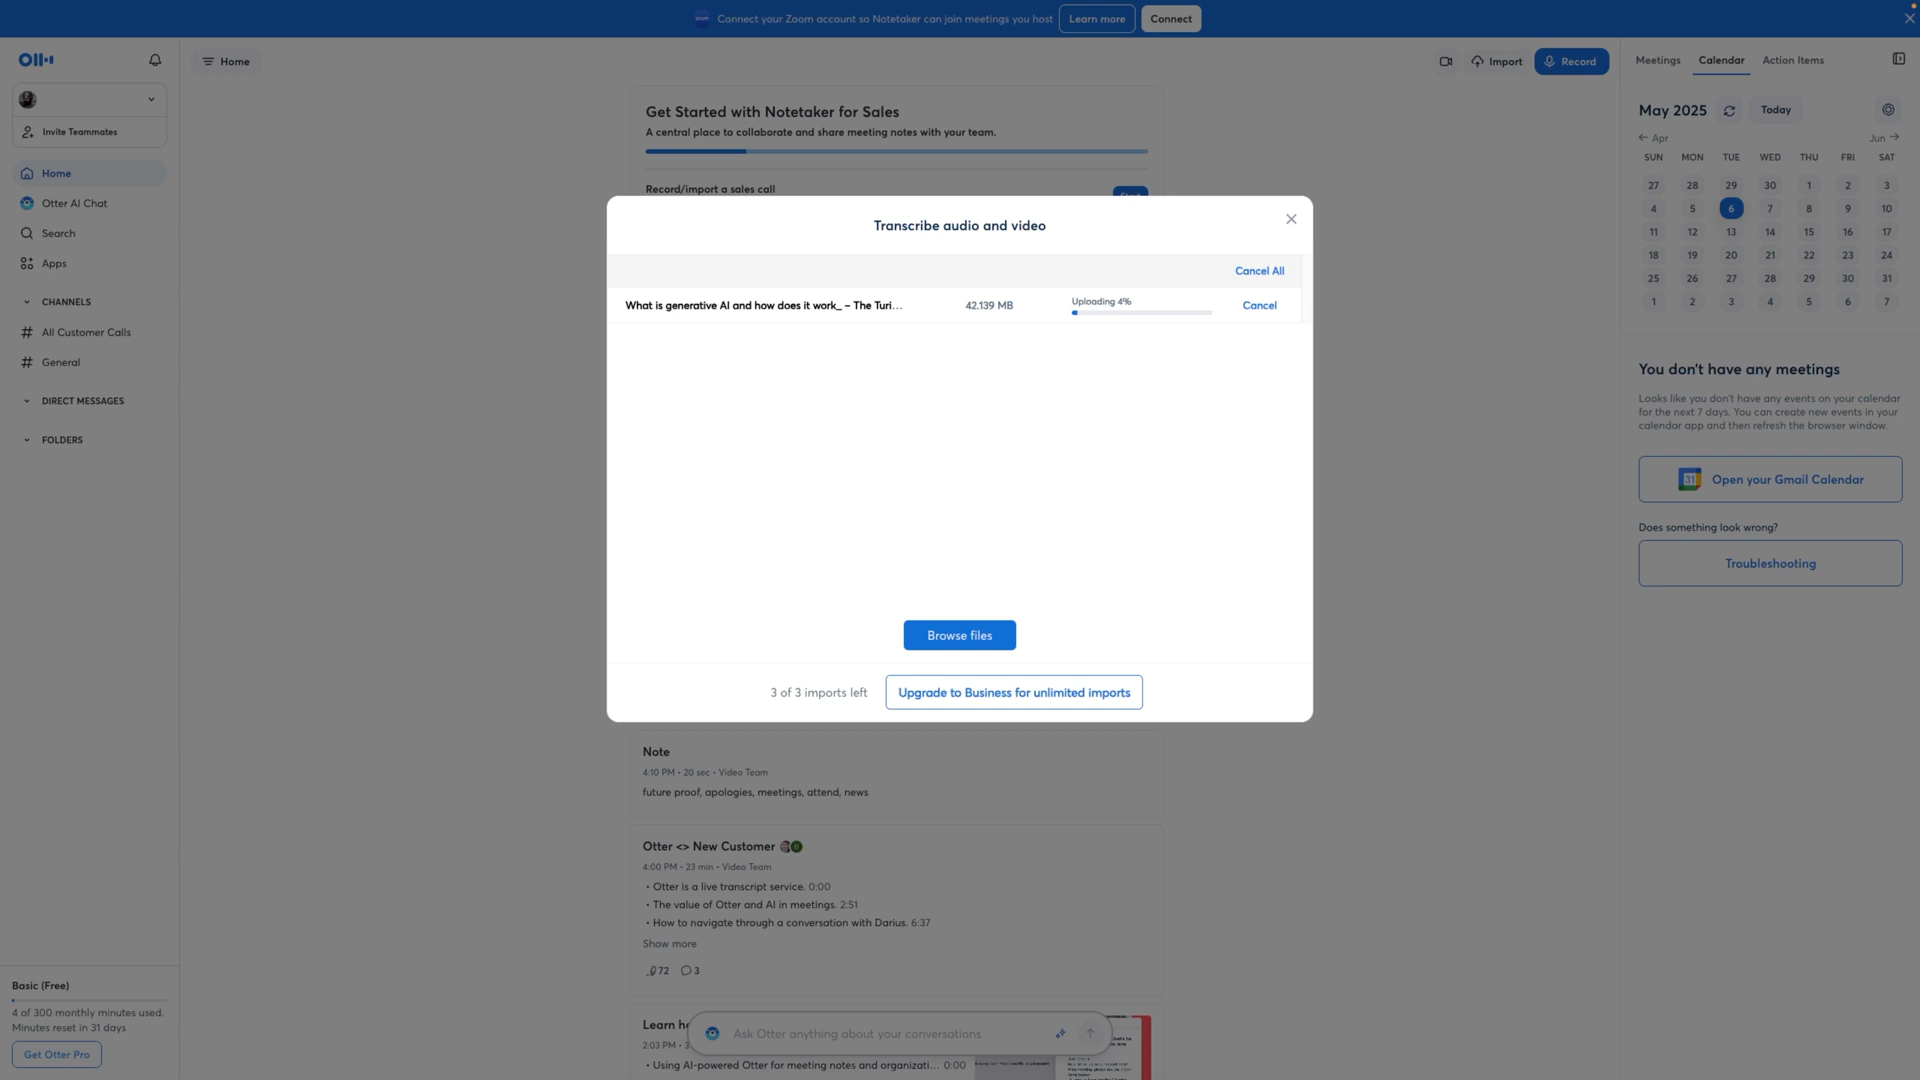 zoom Connect your Zoom account so Notetaker can join meetings you host Learn more Connect
Home
Import
Record
Meetings Calendar Action Items
Invite Teammates
Home
Otter AI Chat
Search
Apps
CHANNELS
# All Customer Calls
# General
DIRECT MESSAGES
FOLDERS
Basic (Free)
4 of 300 monthly minutes used.
Minutes reset in 31 days
Get Otter Pro
Get Started with Notetaker for Sales
A central place to collaborate and share meeting notes with your team.
Record/import a sales call
Start
Transcribe audio and video
Cancel All
What is generative AI and how does it work_ – The Turi... 42.139 MB Uploading 4% Cancel
Browse files
3 of 3 imports left Upgrade to Business for unlimited imports
Note
4:10 PM • 20 sec • Video Team
future proof, apologies, meetings, attend, news
Otter <> New Customer
4:00 PM • 23 min • Video Team
• Otter is a live transcript service. 0:00
• The value of Otter and AI in meetings. 2:51
• How to navigate through a conversation with Darius. 6:37
Show more
72 3
Learn
2:03 PM • 3
Ask Otter anything about your conversations
• Using AI-powered Otter for meeting notes and organizati... 0:00
May 2025 Today
Apr Jun
SUN MON TUE WED THU FRI SAT
27 28 29 30 1 2 3
4 5 6 7 8 9 10
11 12 13 14 15 16 17
18 19 20 21 22 23 24
25 26 27 28 29 30 31
1 2 3 4 5 6 7
You don't have any meetings
Looks like you don't have any events on your calendar
for the next 7 days. You can create new events in your
calendar app and then refresh the browser window.
31 Open your Gmail Calendar
Does something look wrong?
Troubleshooting